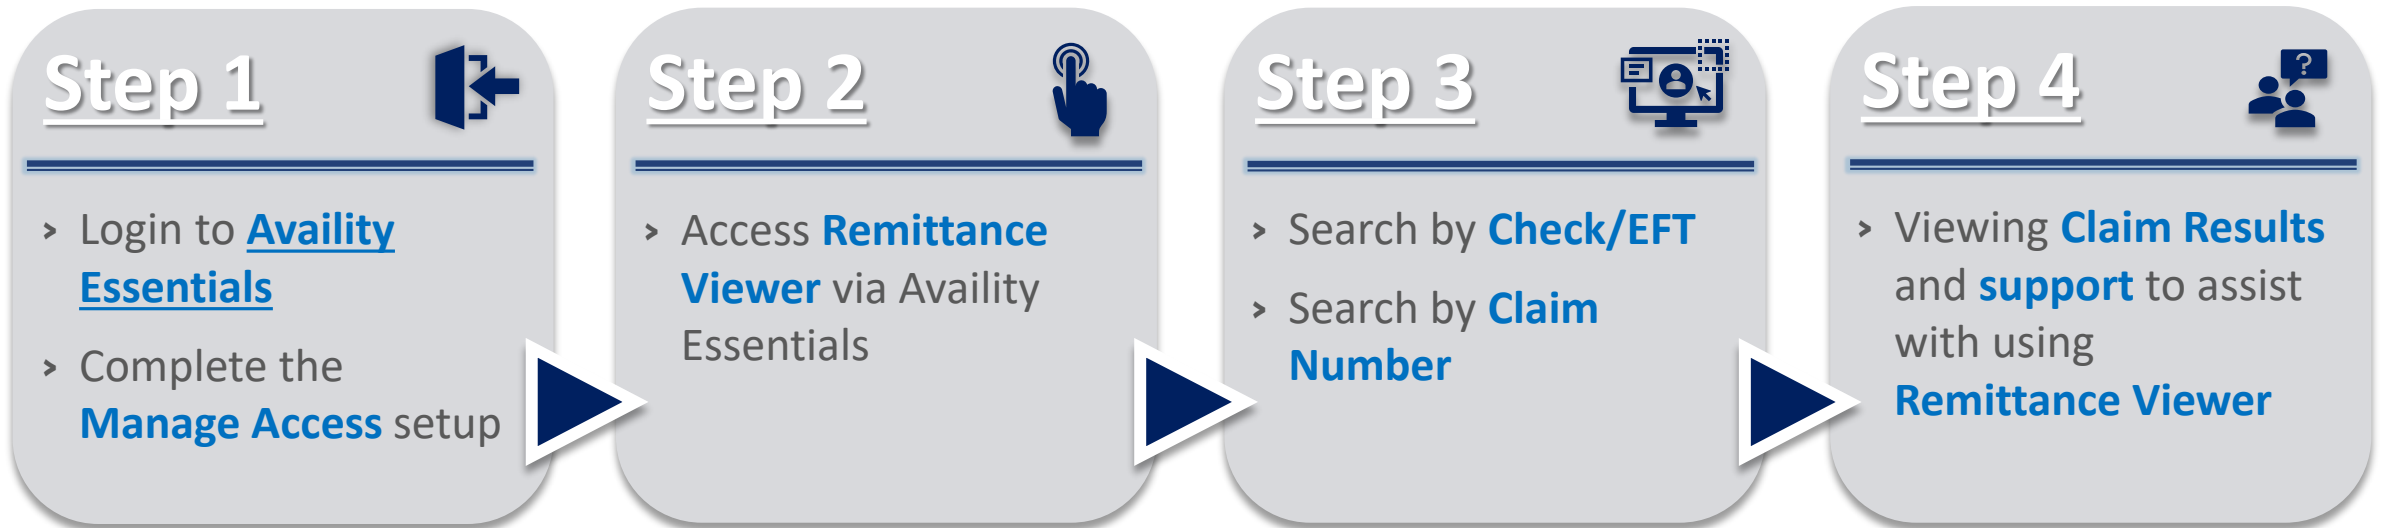 Step 1
> Login to Availity
Essentials
> Complete the
Manage Access setup
Step 2
> Access Remittance
Viewer via Availity
Essentials
Step 3
> Search by Check/EFT
> Search by Claim
Number
Step 4
?
> Viewing Claim Results
and support to assist
with using
Remittance Viewer